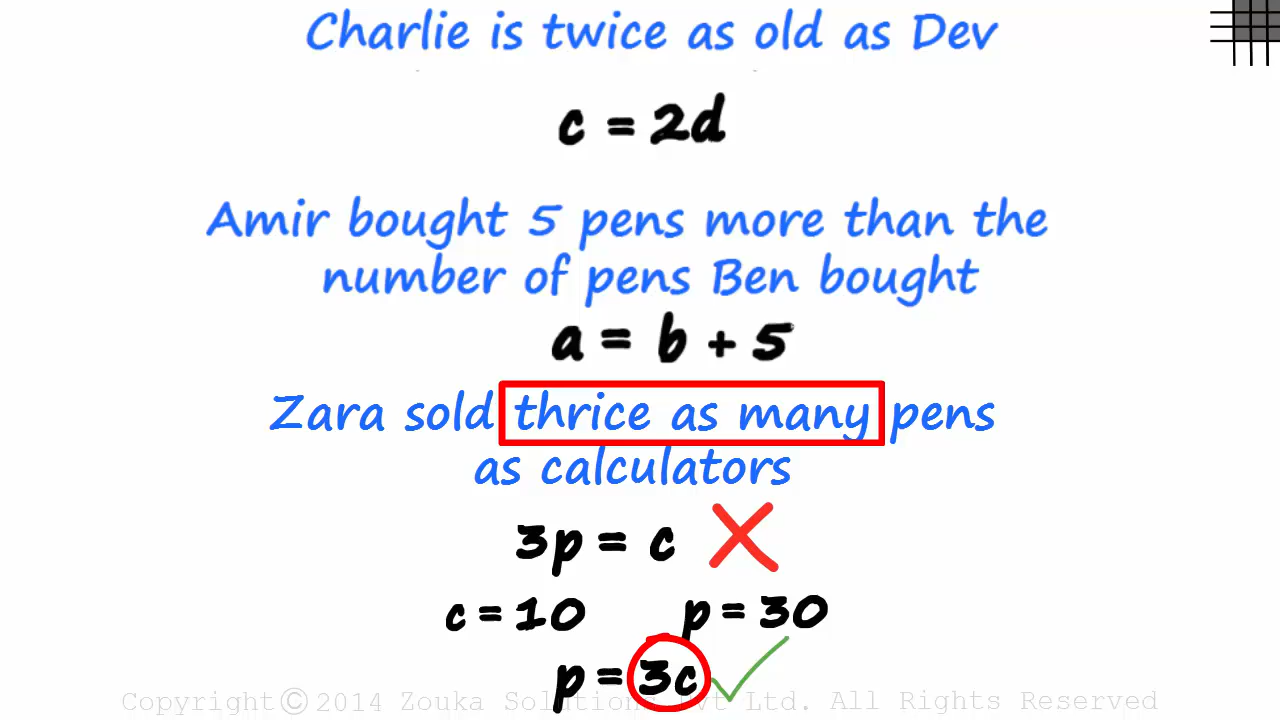 Charlie is twice as old as Dev
c = 2d
Amir bought 5 pens more than the
number of pens Ben bought
a = b + 5
Zara sold thrice as many pens
as calculators
3p = c
c = 10 p = 30
p = 3c
Copyright©2014 Zouka Solutions Pvt Ltd. All Rights Reserved